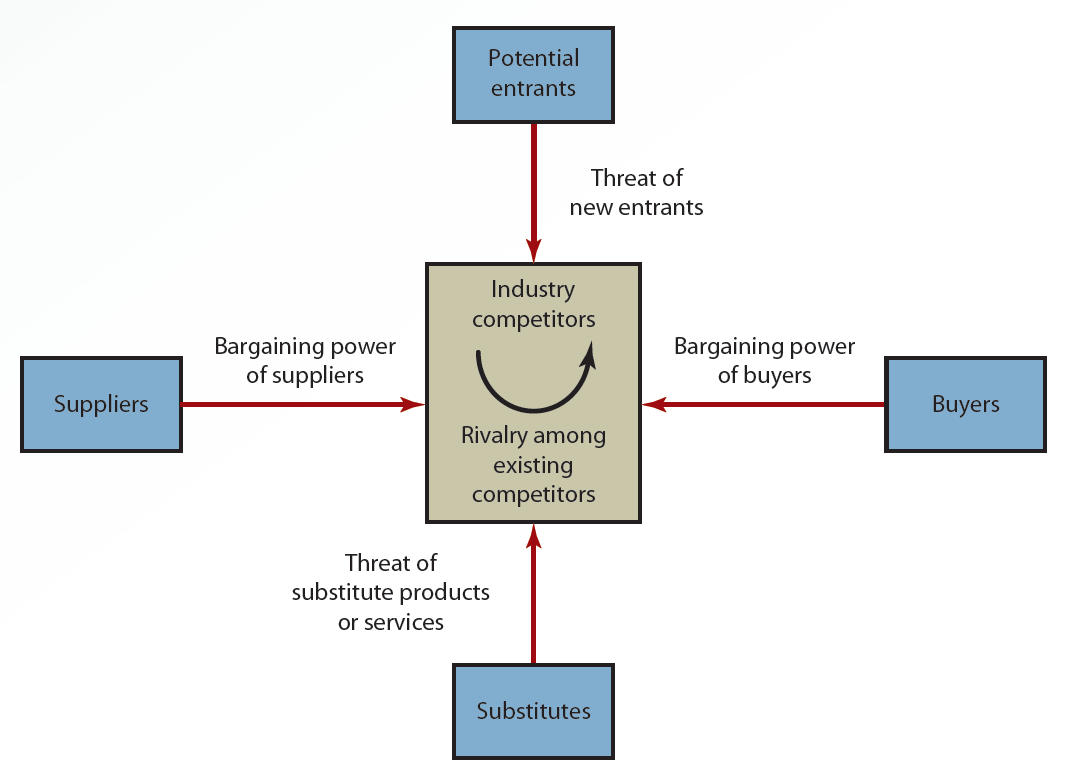 Potential
entrants
Threat of
new entrants
Industry
competitors
Bargaining power
of suppliers
Bargaining power
of buyers
Suppliers
Buyers
Rivalry among
existing
competitors
Threat of
substitute products
or services
Substitutes